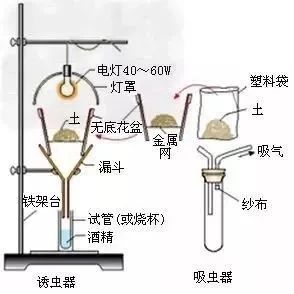 电灯40～60W
灯罩
塑料袋
土
土
无底花盆
金属网
吸气
漏斗
纱布
铁架台
试管(或烧杯)
酒精
诱虫器
吸虫器